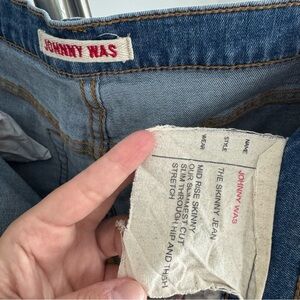 JOHNNY WAS
NAME JOHNNY WAS
STYLE THE SKINNY JEAN
WEAR MID RISE SKINNY
OUR SLIMMEST CUT
SLIM THROUGH HIP AND THIGH
STRETCH